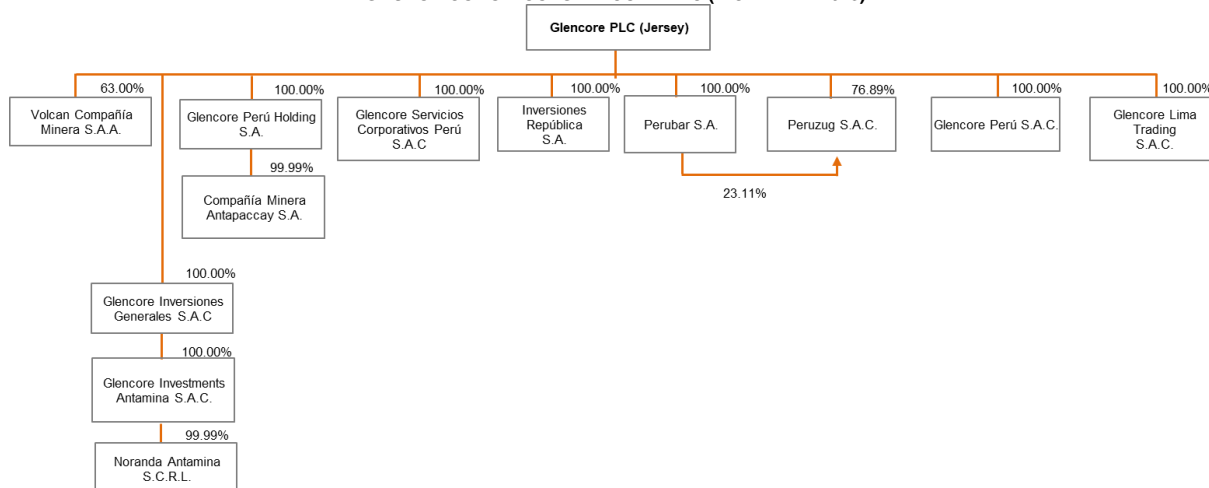 Glencore PLC (Jersey)
63.00%
100.00%
100.00%
100.00%
100.00%
76.89%
100.00%
100.00%
Volcan Compañía
Minera S.A.A.
Glencore Perú Holding
S.A.
Glencore Servicios
Corporativos Perú
S.A.C
Inversiones
República
S.A.
Perubar S.A.
Peruzug S.A.C.
Glencore Perú S.A.C.
Glencore Lima
Trading
S.A.C.
99.99%
23.11%
Compañía Minera
Antapaccay S.A.
100.00%
Glencore Inversiones
Generales S.A.C
100.00%
Glencore Investments
Antamina S.A.C.
99.99%
Noranda Antamina
S.C.R.L.